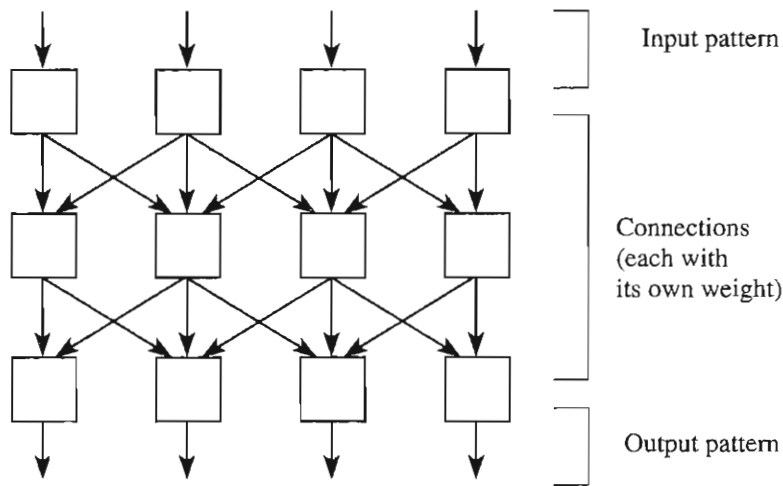 Input pattern
Connections
(each with
its own weight)
Output pattern